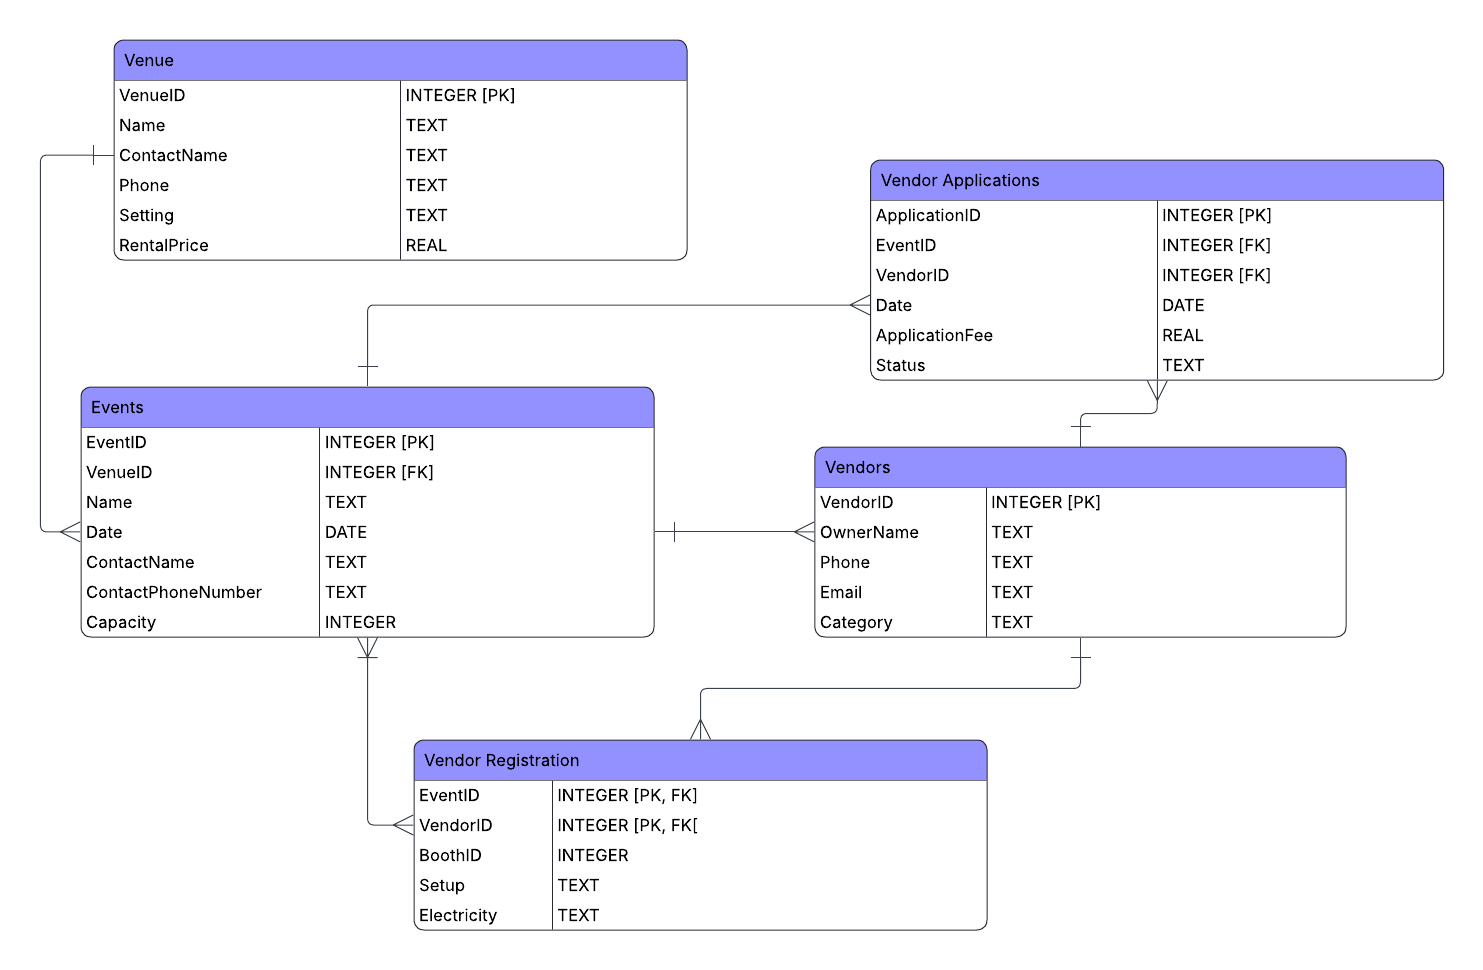 Venue
VenueID INTEGER [PK]
Name TEXT
ContactName TEXT
Phone TEXT
Setting TEXT
RentalPrice REAL
Vendor Applications
ApplicationID INTEGER [PK]
EventID INTEGER [FK]
VendorID INTEGER [FK]
Date DATE
ApplicationFee REAL
Status TEXT
Events
EventID INTEGER [PK]
VenueID INTEGER [FK]
Name TEXT
Date DATE
ContactName TEXT
ContactPhoneNumber TEXT
Capacity INTEGER
Vendors
VendorID INTEGER [PK]
OwnerName TEXT
Phone TEXT
Email TEXT
Category TEXT
Vendor Registration
EventID INTEGER [PK, FK]
VendorID INTEGER [PK, FK[
BoothID INTEGER
Setup TEXT
Electricity TEXT